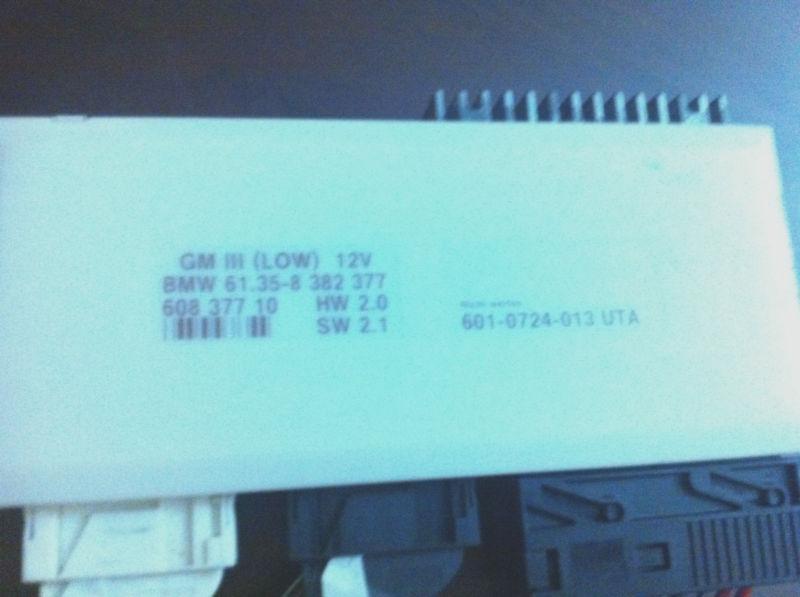 GM III (LOW) 12V
BMW 61.35-8 382 377
608 377 10 HW 2.0
SW 2.1
601-0724-013 UTA